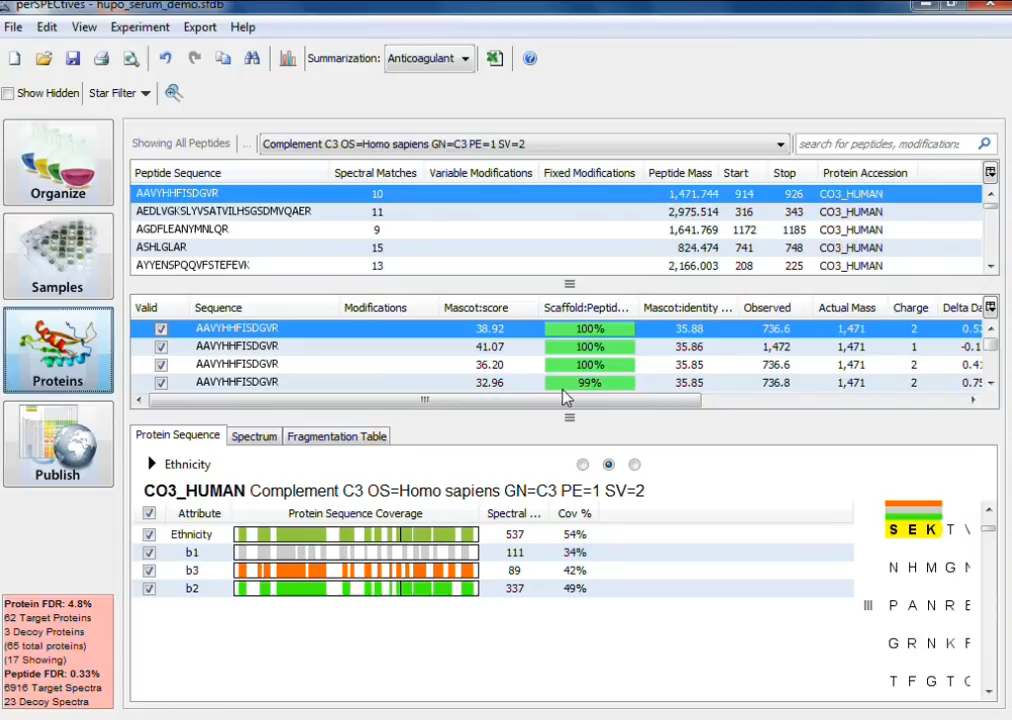 perSPECtives - hupo_serum_demo.sfdb
File Edit View Experiment Export Help
Summarization: Anticoagulant
Show Hidden Star Filter
Organize
Samples
Proteins
Publish
Showing All Peptides ... Complement C3 OS=Homo sapiens GN=C3 PE=1 SV=2 search for peptides, modification:
Peptide Sequence Spectral Matches Variable Modifications Fixed Modifications Peptide Mass Start Stop Protein Accession
AAVYHHFISDGVR 10 1,471.744 914 926 CO3_HUMAN
AEDLVGKSLYVSATVILHSGSDMVQAER 11 2,975.514 316 343 CO3_HUMAN
AGDFLEANYMNLQR 9 1,641.769 1172 1185 CO3_HUMAN
ASHLGLAR 15 824.474 741 748 CO3_HUMAN
AYYENSPQQVFSTEFEVK 13 2,166.003 208 225 CO3_HUMAN
Valid Sequence Modifications Mascot:score Scaffold:Peptid... Mascot:identity ... Observed Actual Mass Charge Delta Da
AAVYHHFISDGVR 38.92 100% 35.88 736.6 1,471 2 0.5
AAVYHHFISDGVR 41.07 100% 35.86 1,472 1,471 1 -0.1
AAVYHHFISDGVR 36.20 100% 35.85 736.6 1,471 2 0.4
AAVYHHFISDGVR 32.96 99% 35.85 736.8 1,471 2 0.75
Protein Sequence Spectrum Fragmentation Table
Ethnicity
CO3_HUMAN Complement C3 OS=Homo sapiens GN=C3 PE=1 SV=2
Attribute Protein Sequence Coverage Spectral ... Cov %
Ethnicity 537 54%
b1 111 34%
b3 89 42%
b2 337 49%
S E K T
N H M G N
P A N R E
G R N K F
T F G T C
Protein FDR: 4.8%
62 Target Proteins
3 Decoy Proteins
(65 total proteins)
(17 Showing)
Peptide FDR: 0.33%
6916 Target Spectra
23 Decoy Spectra